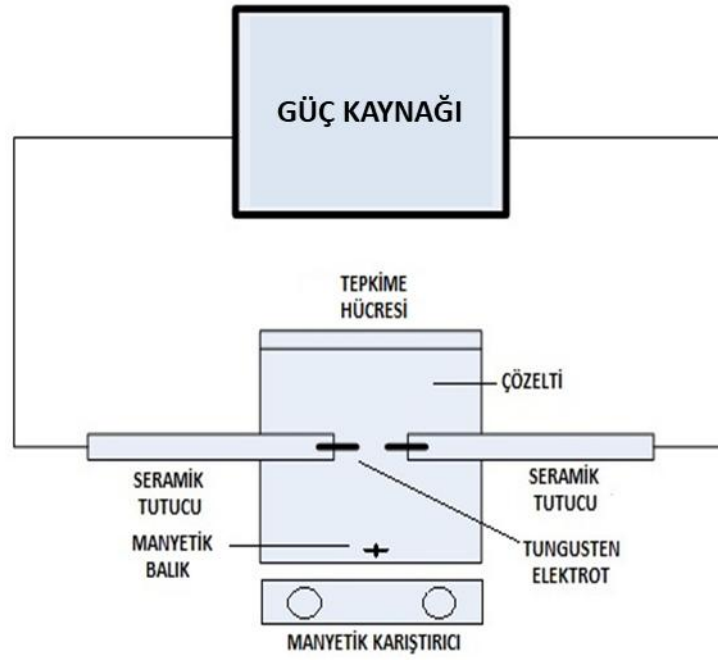 GÜÇ KAYNAĞI
TEPKİME
HÜCRESİ
ÇÖZELTİ
SERAMİK
TUTUCU
SERAMİK
TUTUCU
MANYETİK
BALIK
TUNGUSTEN
ELEKTROT
MANYETİK KARIŞTIRICI